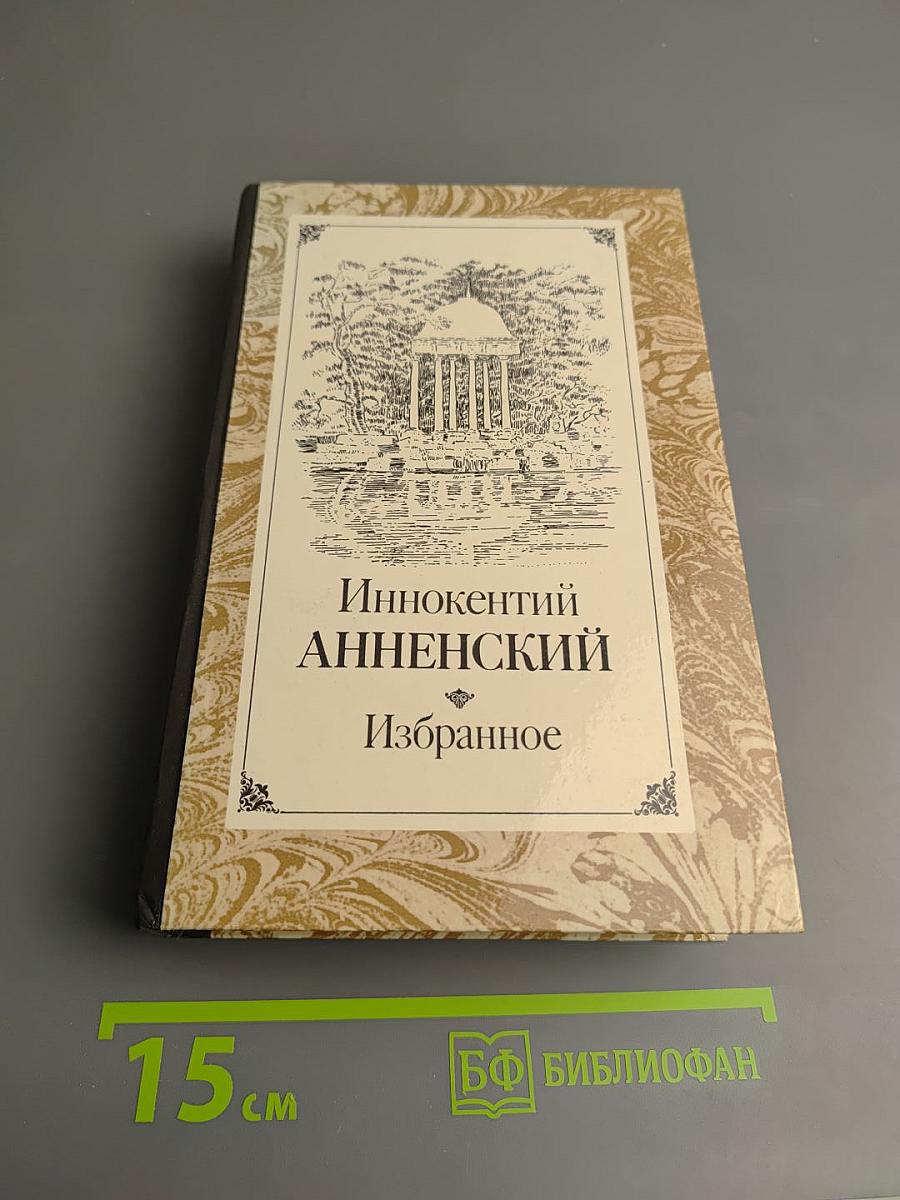 Иннокентий
АННЕНСКИЙ
Избранное
15 см
БФ БИБЛИОФАН